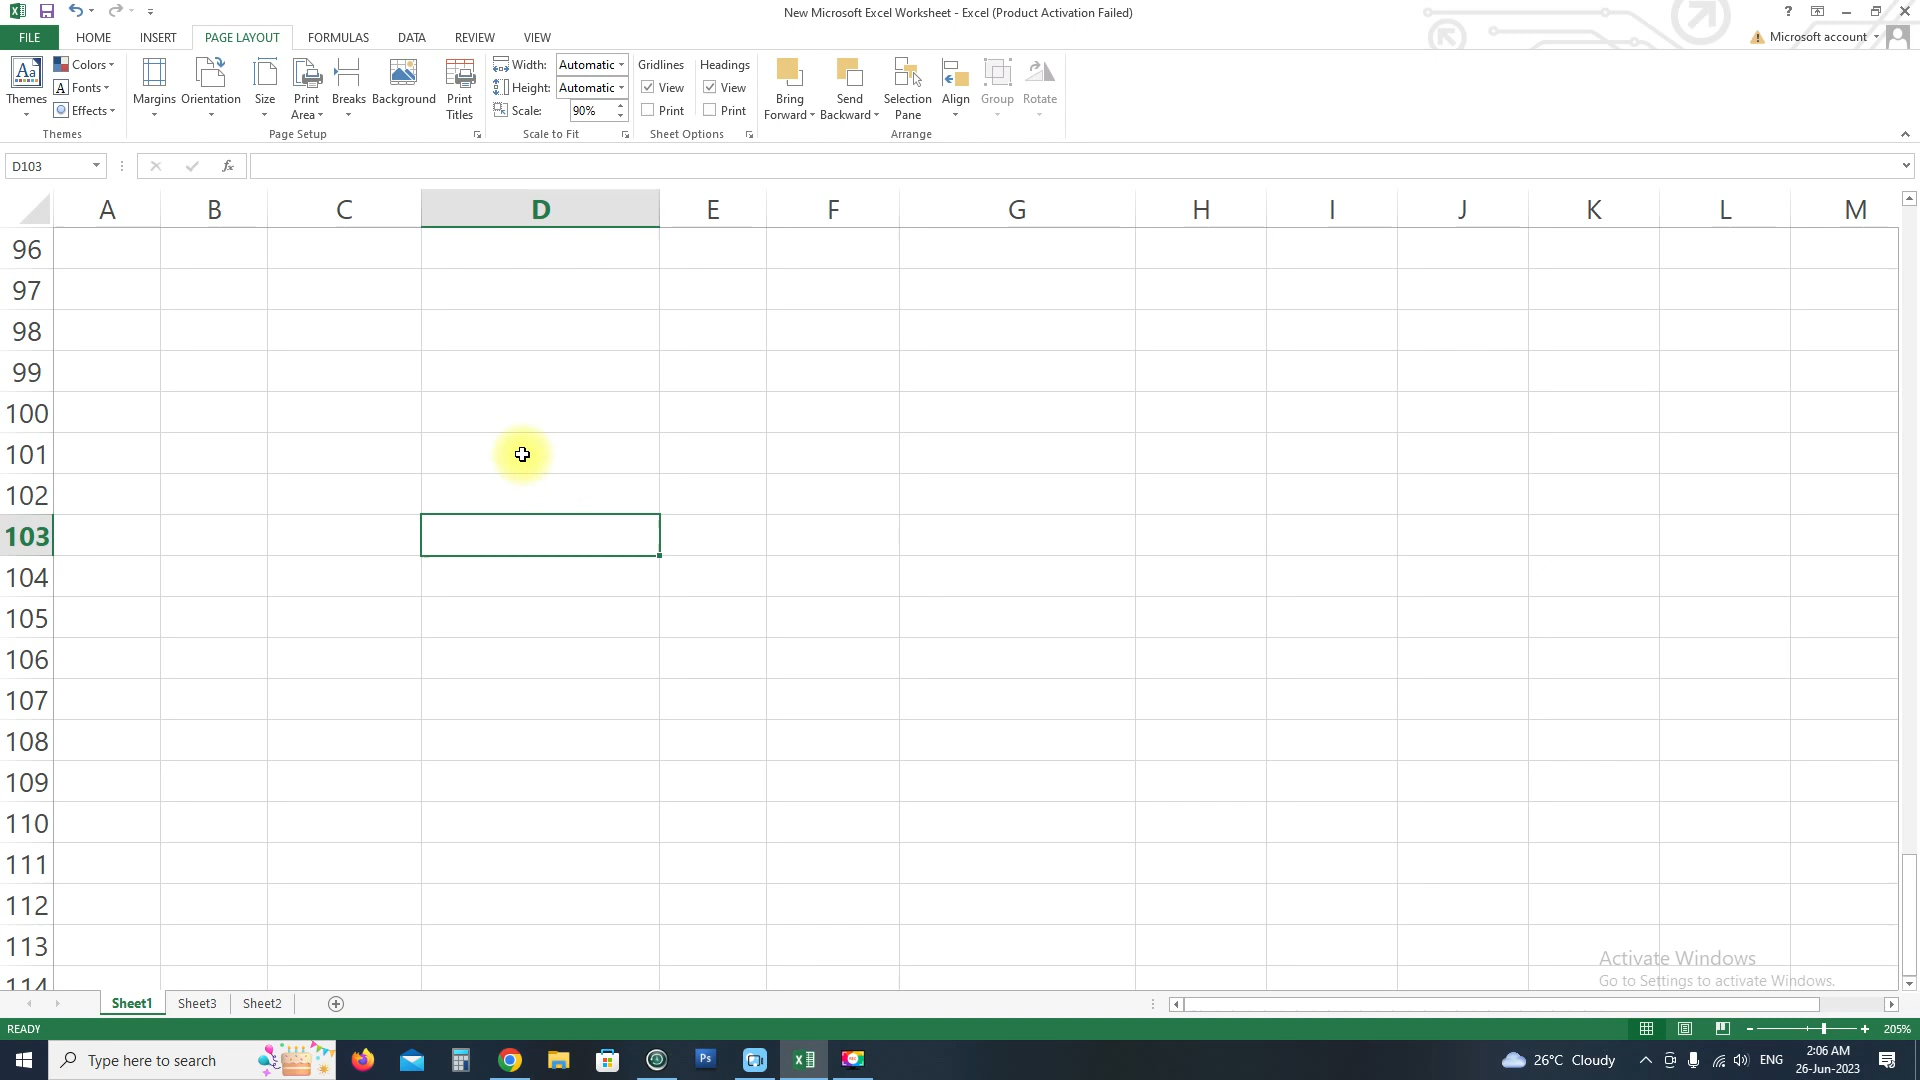 New Microsoft Excel Worksheet - Excel (Product Activation Failed)
FILE HOME INSERT PAGE LAYOUT FORMULAS DATA REVIEW VIEW Microsoft account
Themes Colors Fonts Effects Themes
Margins Orientation Size Print Area Breaks Background Print Titles Page Setup
Width: Automatic
Height: Automatic
Scale: 90%
Scale to Fit
Gridlines Headings
View View
Print Print
Sheet Options
Bring Forward Send Backward Selection Pane Align Group Rotate
Arrange
D103 fx
A B C D E F G H I J K L M
96
97
98
99
100
101
102
103
104
105
106
107
108
109
110
111
112
113
114
Activate Windows
Go to Settings to activate Windows.
Sheet1 Sheet3 Sheet2
READY 205%
Type here to search Ps 26°C Cloudy ENG 2:06 AM
26-Jun-2023